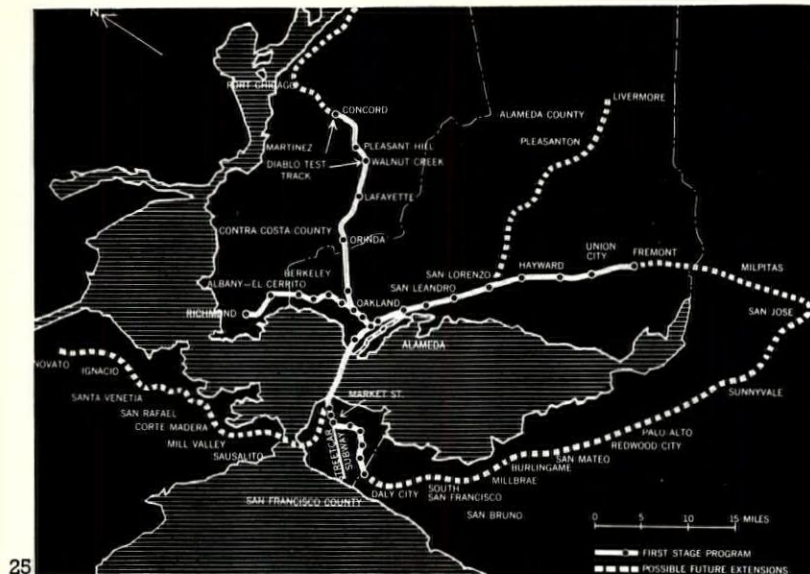 N
PORT CHICAGO
CONCORD
LIVERMORE
ALAMEDA COUNTY
MARTINEZ
PLEASANT HILL
PLEASANTON
DIABLO TEST
TRACK
WALNUT CREEK
LAFAYETTE
CONTRA COSTA COUNTY
ORINDA
UNION
CITY
FREMONT
HAYWARD
SAN LORENZO
MILPITAS
BERKELEY
ALBANY—EL CERRITO
SAN LEANDRO
OAKLAND
RICHMOND
SAN JOSE
ALAMEDA
NOVATO
IGNACIO
SANTA VENETIA
MARKET ST.
SUNNYVALE
SAN RAFAEL
CORTE MADERA
MILL VALLEY
SAUSALITO
STREETCAR
SUBWAY
PALO ALTO
REDWOOD CITY
SAN MATEO
BURLINGAME
MILLBRAE
SOUTH
SAN FRANCISCO
DALY CITY
SAN FRANCISCO COUNTY
SAN BRUNO
0 5 10 15 MILES
FIRST STAGE PROGRAM
POSSIBLE FUTURE EXTENSIONS
25